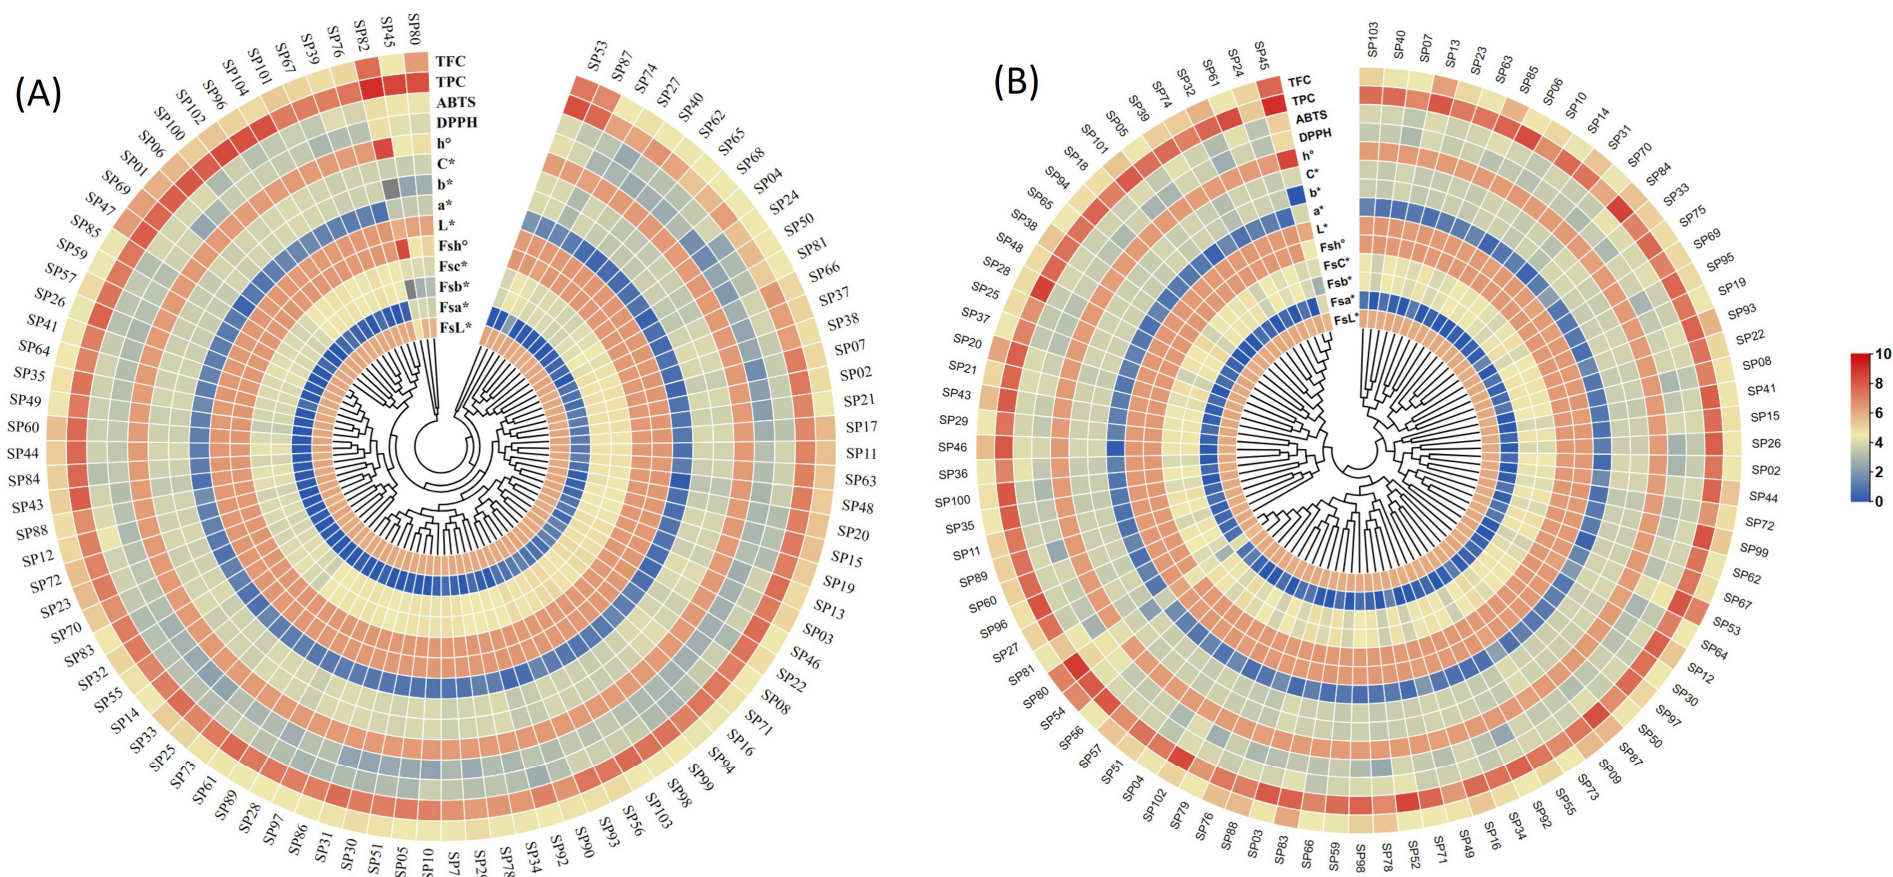 (A)
SP80
SP45
SP82
SP76
SP39
SP67
SP101
SP104
SP96
SP102
SP100
SP06
SP01
SP69
SP47
SP85
SP59
SP57
SP26
SP41
SP64
SP35
SP49
SP60
SP44
SP84
SP43
SP88
SP12
SP72
SP23
SP70
SP83
SP32
SP55
SP14
SP33
SP25
SP73
SP61
SP89
SP28
SP97
SP86
SP31
SP30
SP51
SP05
SP10
SP78
SP34
SP92
SP90
SP93
SP56
SP103
SP98
SP99
SP94
SP16
SP71
SP08
SP22
SP46
SP03
SP13
SP19
SP15
SP20
SP48
SP63
SP11
SP17
SP21
SP02
SP07
SP38
SP37
SP66
SP81
SP50
SP24
SP04
SP68
SP65
SP62
SP40
SP27
SP74
SP87
SP53
TFC
TPC
ABTS
DPPH
h°
C*
b*
a*
L*
Fsh°
Fsc*
Fsb*
Fsa*
FsL*
(B)
SP103
SP40
SP07
SP13
SP23
SP63
SP85
SP06
SP10
SP14
SP31
SP70
SP84
SP33
SP75
SP69
SP95
SP19
SP93
SP22
SP08
SP41
SP15
SP26
SP02
SP44
SP72
SP99
SP62
SP67
SP53
SP64
SP12
SP30
SP97
SP50
SP87
SP09
SP73
SP55
SP92
SP34
SP16
SP49
SP71
SP52
SP78
SP98
SP59
SP66
SP83
SP03
SP88
SP76
SP79
SP102
SP04
SP51
SP57
SP56
SP54
SP80
SP81
SP27
SP96
SP60
SP89
SP11
SP35
SP100
SP36
SP46
SP29
SP43
SP21
SP20
SP37
SP25
SP28
SP48
SP38
SP65
SP94
SP18
SP101
SP05
SP39
SP74
SP32
SP61
SP24
SP45
TFC
TPC
ABTS
DPPH
h°
C*
b*
a*
L*
Fsh°
FsC*
Fsb*
Fsa*
FsL*
10
8
6
4
2
0